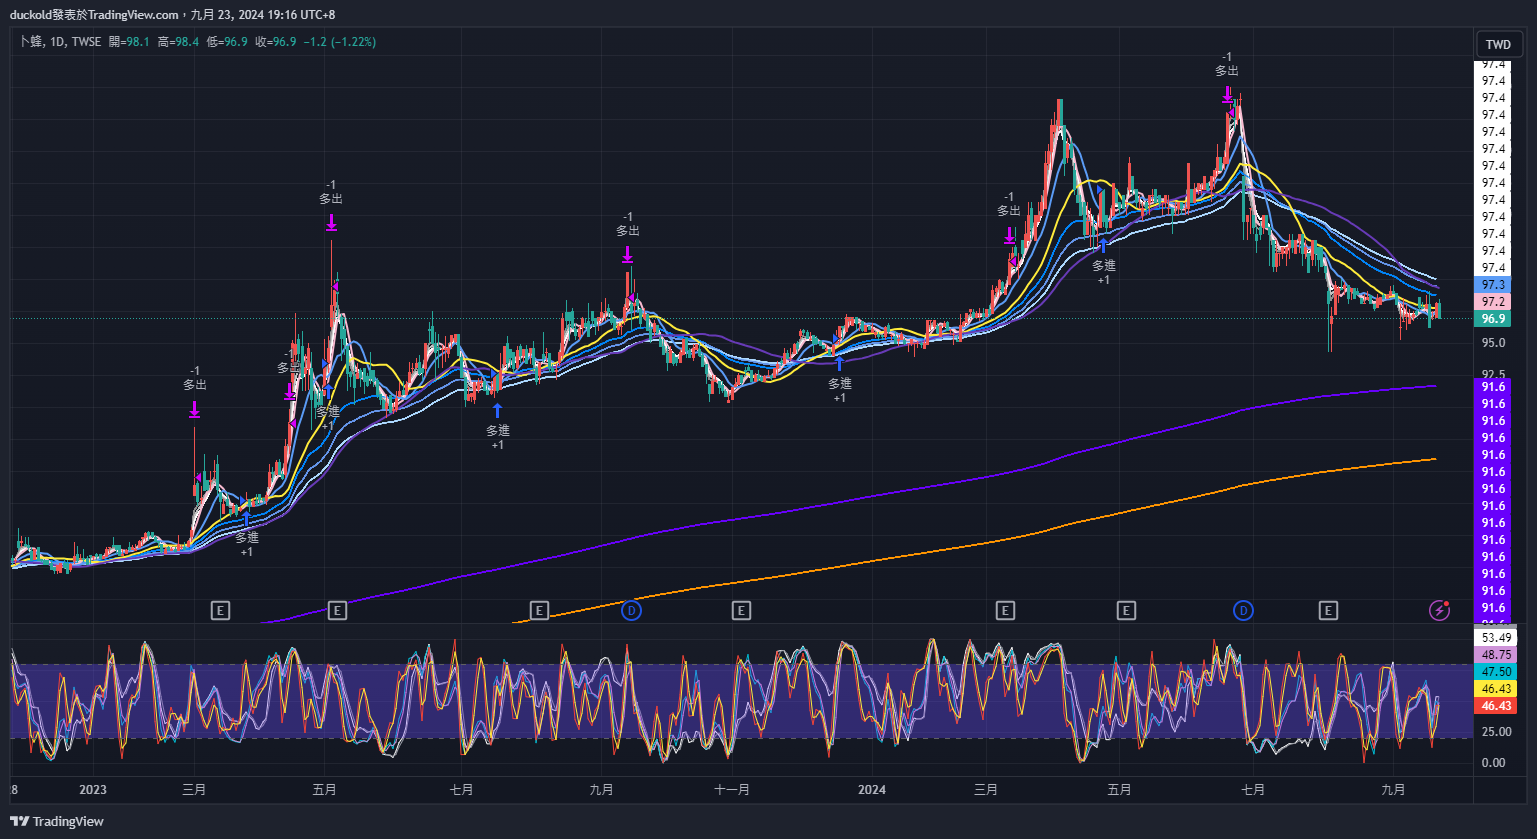 duckold發表於TradingView.com，九月 23, 2024 19:16 UTC+8
卜蜂, 1D, TWSE 開=98.1 高=98.4 低=96.9 收=96.9 −1.2 (−1.22%)
TWD
-1
多出
-1
多出
-1
多出
-1
多出
-1
多出
-1
多出
多進
+1
多進
+1
多進
+1
多進
+1
多進
+1
97.4
97.4
97.4
97.4
97.4
97.4
97.4
97.4
97.4
97.4
97.4
97.4
97.4
97.3
97.2
96.9
95.0
92.5
91.6
91.6
91.6
91.6
91.6
91.6
91.6
91.6
91.6
91.6
91.6
91.6
91.6
91.6
E E E D E E E D E
53.49
48.75
47.50
46.43
46.43
25.00
0.00
8 2023 三月 五月 七月 九月 十一月 2024 三月 五月 七月 九月
TradingView